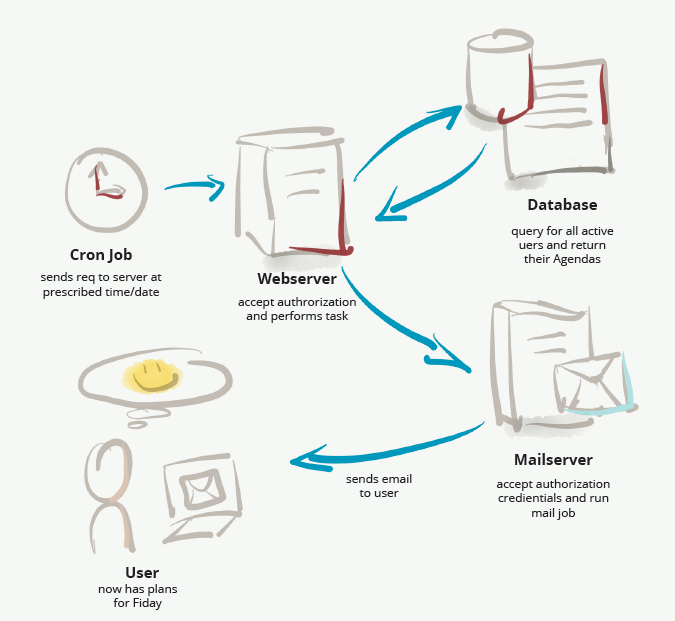 Database
query for all active
uers and return
their Agendas
Cron Job
sends req to server at
prescribed time/date
Webserver
accept authrorization
and performs task
Mailserver
accept authorization
credientials and run
mail job
sends email
to user
User
now has plans
for Fiday